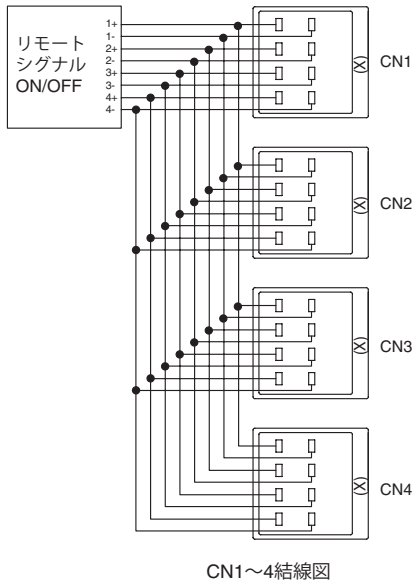 リモート
シグナル
ON/OFF
1+
1-
2+
2-
3+
3-
4+
4-
(X)
CN1
(X)
CN2
(X)
CN3
(X)
CN4
CN1～4結線図